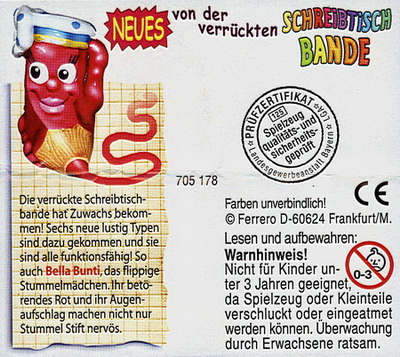 NEUES von der verrückten
SCHREIBTISCH
BANDE
PRÜFZERTIFIKAT • LGA
125
Spielzeug
qualitäts- und
sicherheits-
geprüft
Landesgewerbeanstalt Bayern
705 178
Die verrückte Schreibtisch-
bande hat Zuwachs bekom-
men! Sechs neue lustig Typen
sind dazu gekommen und sie
sind alle funktionsfähig! So
auch Bella Bunti, das flippige
Stummelmädchen. Ihr betö-
rendes Rot und ihr Augen-
aufschlag machen nicht nur
Stummel Stift nervös.
Farben unverbindlich!
© Ferrero D-60624 Frankfurt/M.
CE
Lesen und aufbewahren:
Warnhinweis!
Nicht für Kinder un-
ter 3 Jahren geeignet,
da Spielzeug oder Kleinteile
verschluckt oder eingeatmet
werden können. Überwachung
durch Erwachsene ratsam.
0-3